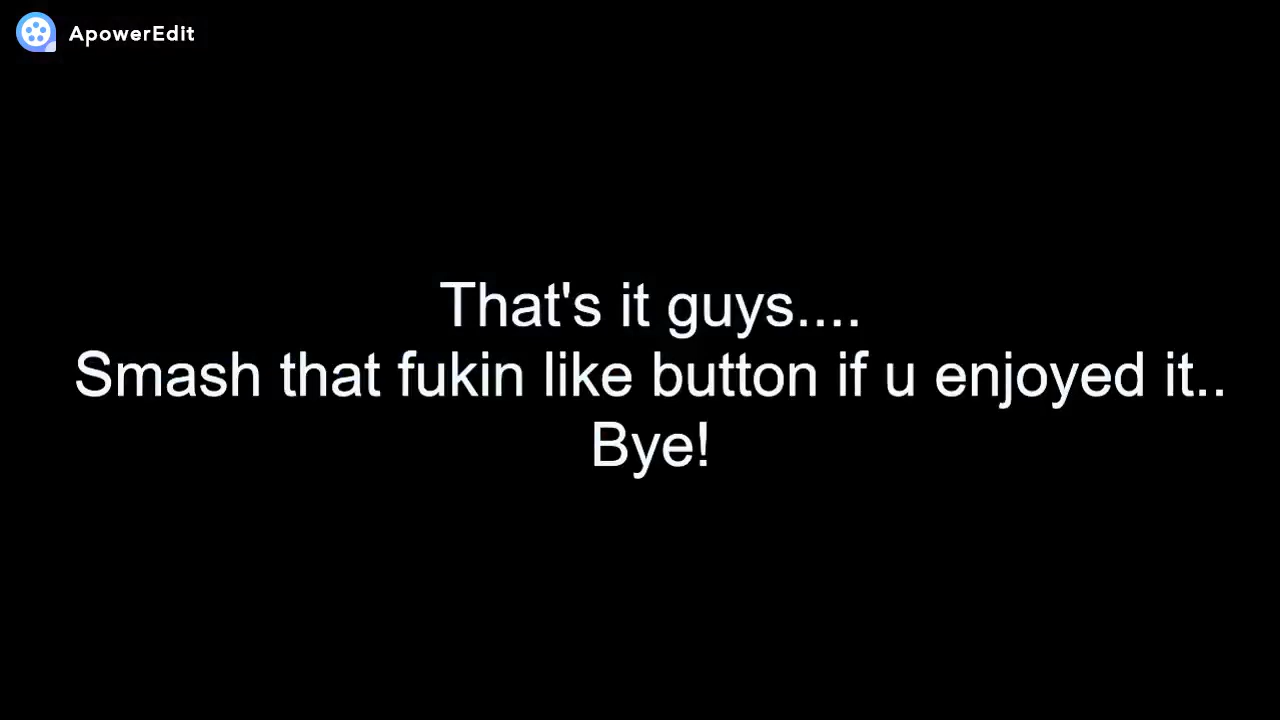 ApowerEdit
That's it guys....
Smash that fukin like button if u enjoyed it..
Bye!